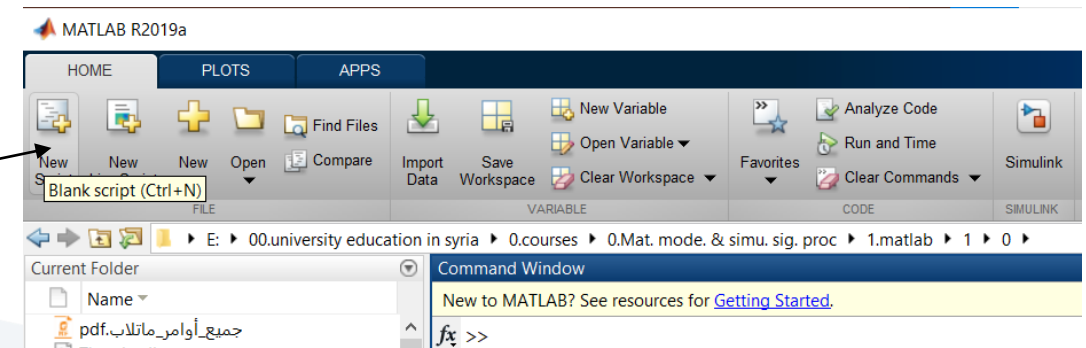 MATLAB R2019a
HOME PLOTS APPS
New Script New New Open Find Files Compare Import Data Save Workspace New Variable Open Variable Clear Workspace Favorites Analyze Code Run and Time Clear Commands Simulink
Blank script (Ctrl+N)
FILE VARIABLE CODE SIMULINK
E: 00.university education in syria 0.courses 0.Mat. mode. & simu. sig. proc 1.matlab 1 0
Current Folder Command Window
Name New to MATLAB? See resources for Getting Started.
جميع_أوامر_ماتلاب.pdf
fx >>